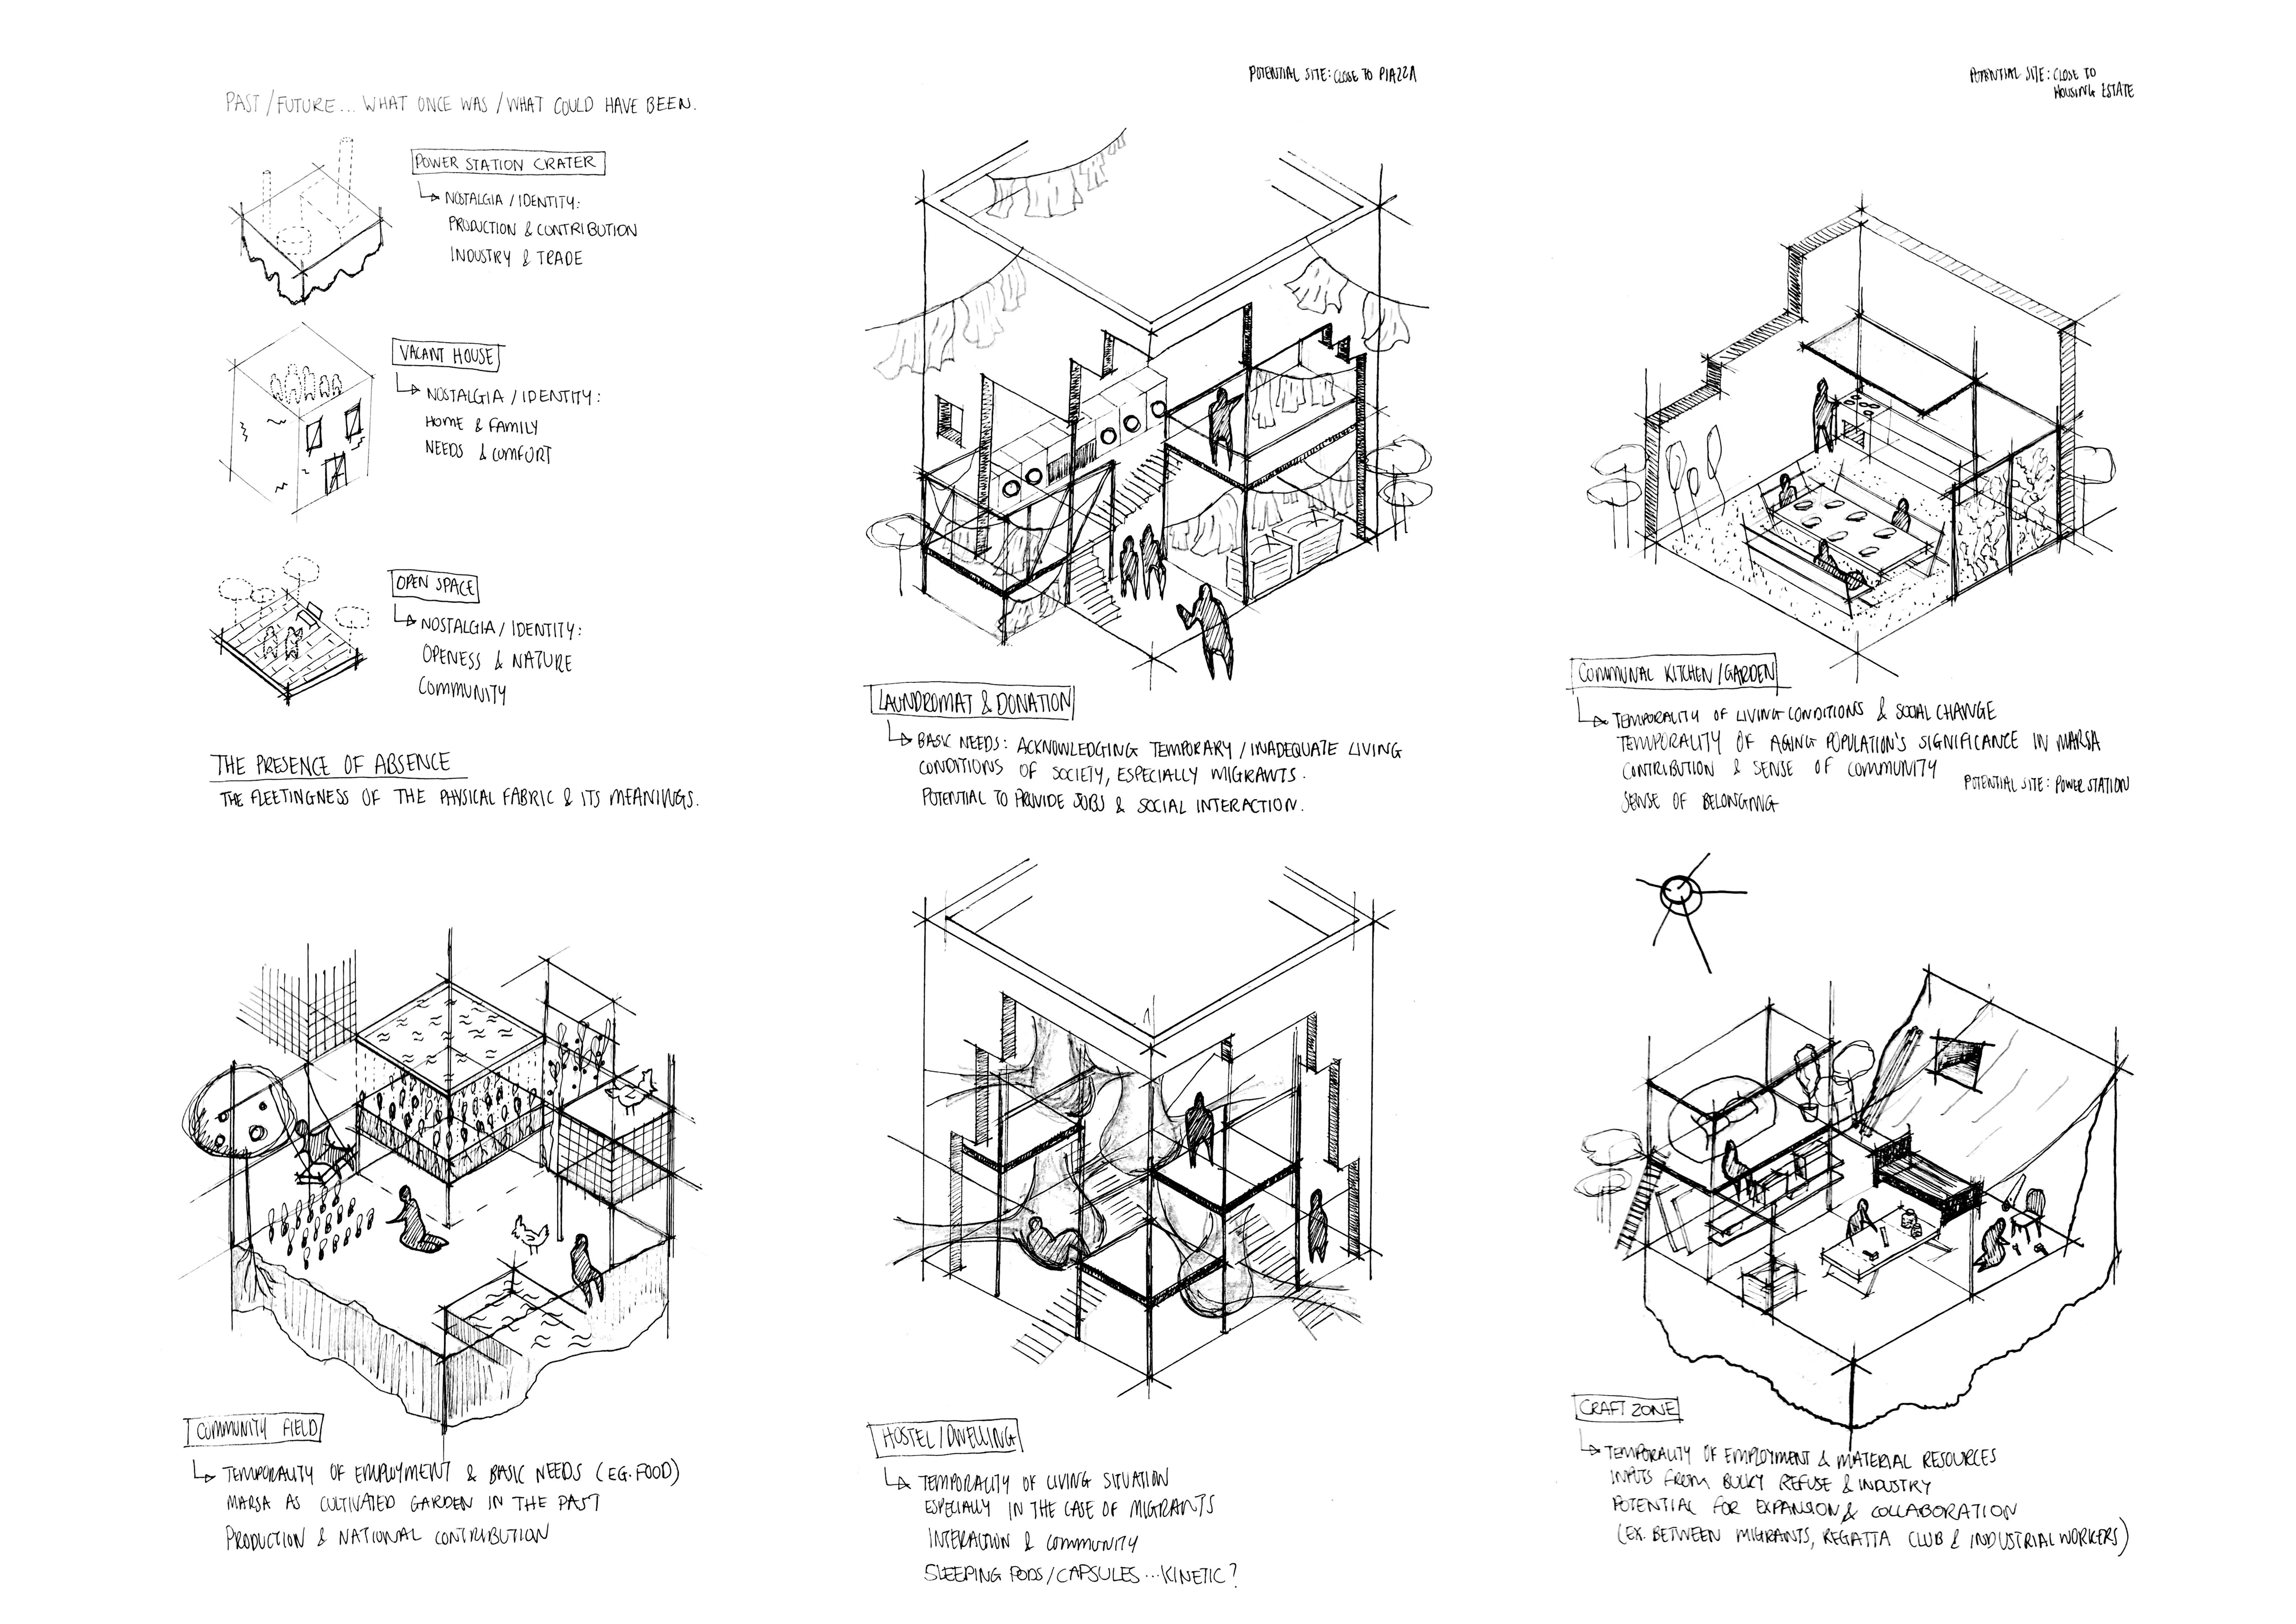 PAST/FUTURE... WHAT ONCE WAS/WHAT COULD HAVE BEEN.
POWER STATION CRATER
NOSTALGIA/IDENTITY:
PRODUCTION & CONTRIBUTION
INDUSTRY & TRADE
VACANT HOUSE
NOSTALGIA/IDENTITY:
HOME & FAMILY
NEEDS & COMFORT
OPEN SPACE
NOSTALGIA/IDENTITY:
OPENESS & NATURE
COMMUNITY
THE PRESENCE OF ABSENCE
THE FLEETINGNESS OF THE PHYSICAL FABRIC & ITS MEANINGS.
POTENTIAL SITE: CLOSE TO PIAZZA
LAUNDROMAT & DONATION
BASIC NEEDS: ACKNOWLEDGING TEMPORARY/INADEQUATE LIVING
CONDITIONS OF SOCIETY, ESPECIALLY MIGRANTS.
POTENTIAL TO PROVIDE JOBS & SOCIAL INTERACTION.
POTENTIAL SITE: CLOSE TO
HOUSING ESTATE
COMMUNAL KITCHEN/GARDEN
TEMPORALITY OF LIVING CONDITIONS & SOCIAL CHANGE
TEMPORALITY OF AGING POPULATION'S SIGNIFICANCE IN MARSA
CONTRIBUTION & SENSE OF COMMUNITY
SENSE OF BELONGING
POTENTIAL SITE: POWER STATION
COMMUNITY FIELD
TEMPORALITY OF EMPLOYMENT & BASIC NEEDS (EG. FOOD)
MARSA AS CULTIVATED GARDEN IN THE PAST
PRODUCTION & NATIONAL CONTRIBUTION
HOSTEL/DWELLING
TEMPORALITY OF LIVING SITUATION
ESPECIALLY IN THE CASE OF MIGRANTS
INTERACTION & COMMUNITY
SLEEPING PODS/CAPSULES...KINETIC?
CRAFT ZONE
TEMPORALITY OF EMPLOYMENT & MATERIAL RESOURCES
INPUTS FROM BULKY REFUSE & INDUSTRY
POTENTIAL FOR EXPANSION & COLLABORATION
(EX. BETWEEN MIGRANTS, REGATTA CLUB & INDUSTRIAL WORKERS)